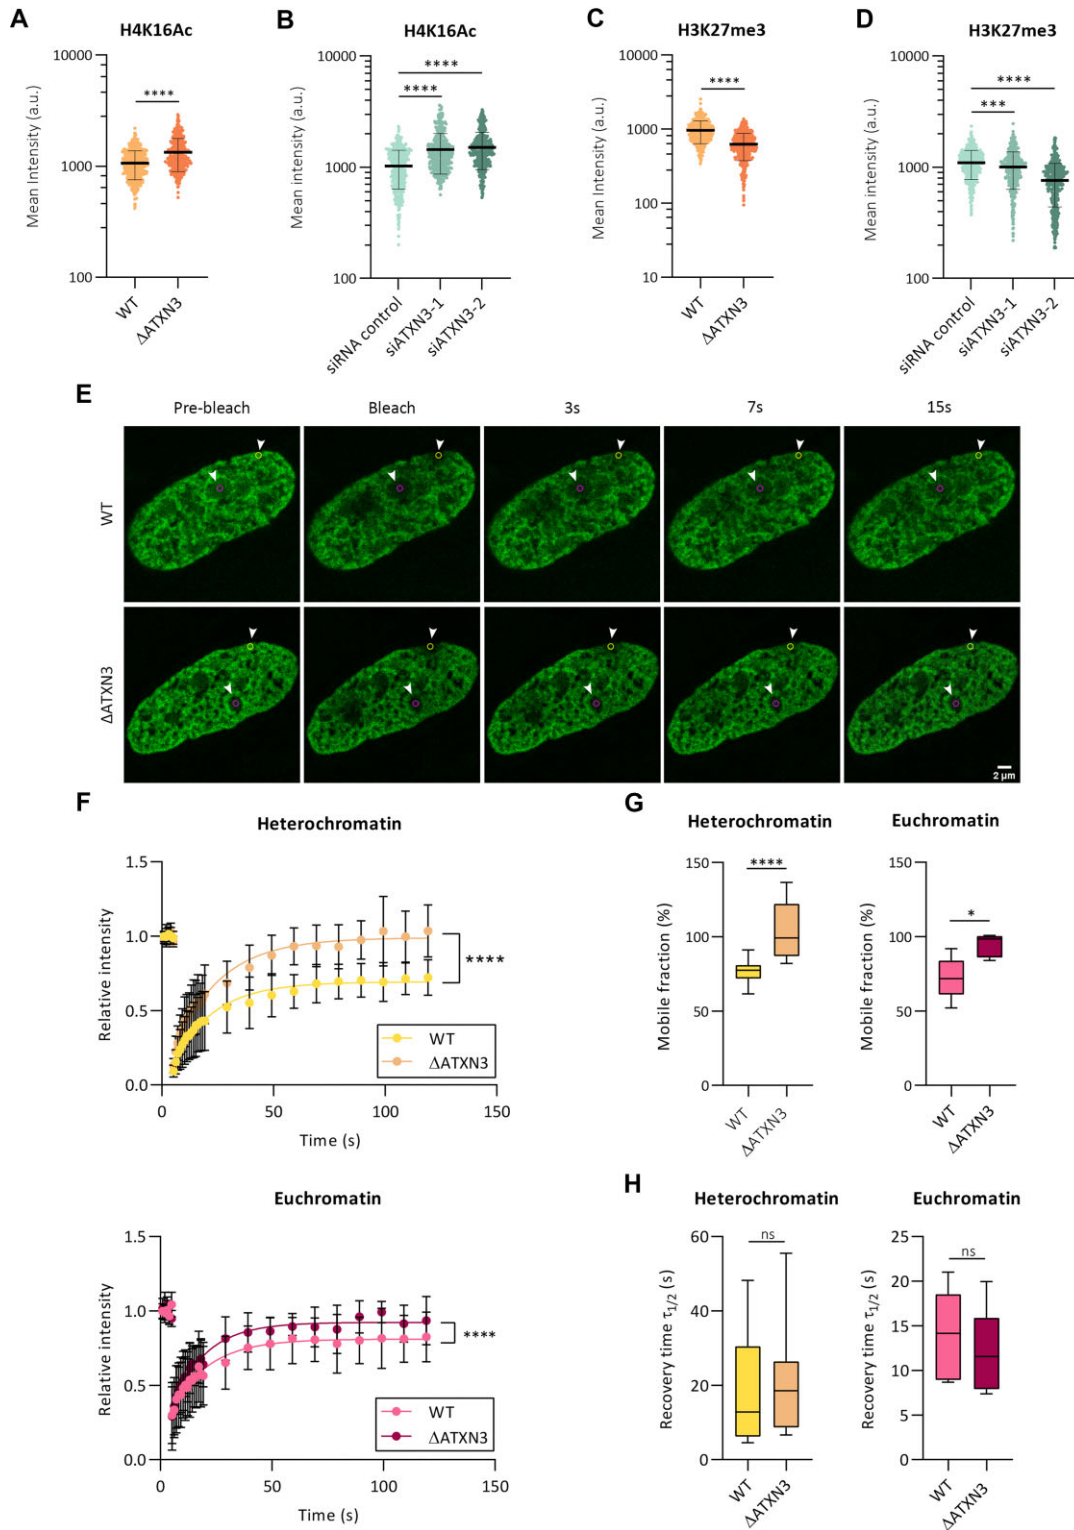 A
H4K16Ac
Mean Intensity (a.u.)
10000
1000
100
****
WT
ΔATXN3
B
H4K16Ac
Mean intensity (a.u.)
10000
1000
100
****
****
siRNA control
siATXN3-1
siATXN3-2
C
H3K27me3
Mean Intensity (a.u.)
10000
1000
100
10
****
WT
ΔATXN3
D
H3K27me3
Mean intensity (a.u.)
10000
1000
100
****
***
siRNA control
siATXN3-1
siATXN3-2
E
Pre-bleach
Bleach
3s
7s
15s
WT
ΔATXN3
2 μm
F
Heterochromatin
Relative intensity
1.5
1.0
0.5
0.0
0
50
100
150
Time (s)
****
WT
ΔATXN3
Euchromatin
Relative intensity
1.5
1.0
0.5
0.0
0
50
100
150
Time (s)
****
WT
ΔATXN3
G
Heterochromatin
Mobile fraction (%)
150
100
50
0
****
WT
ΔATXN3
Euchromatin
Mobile fraction (%)
150
100
50
0
*
WT
ΔATXN3
H
Heterochromatin
Recovery time τ1/2 (s)
60
40
20
0
ns
WT
ΔATXN3
Euchromatin
Recovery time τ1/2 (s)
25
20
15
10
5
0
ns
WT
ΔATXN3